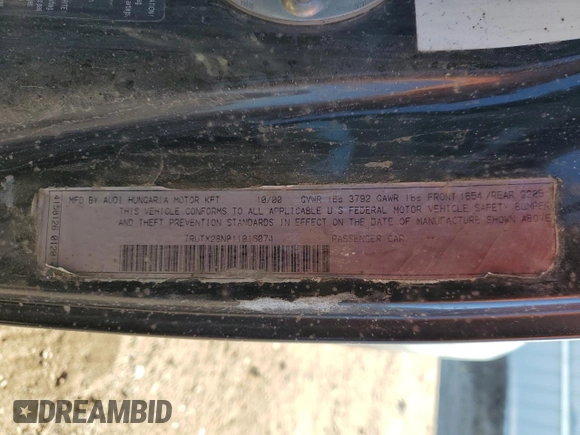 MFD BY AUDI HUNGARIA MOTOR KFT 10/00 GVWR lbs 3792 GAWR lbs FRONT 1854 /REAR
THIS VEHICLE CONFORMS TO ALL APPLICABLE U S FEDERAL MOTOR VEHICLE SAFETY BUMPER
AND THEFT PREVENTION STANDARDS IN EFFECT ON THE DATE OF MANUFACTURE SHOWN ABOVE
PASSENGER CAR
DREAMBID